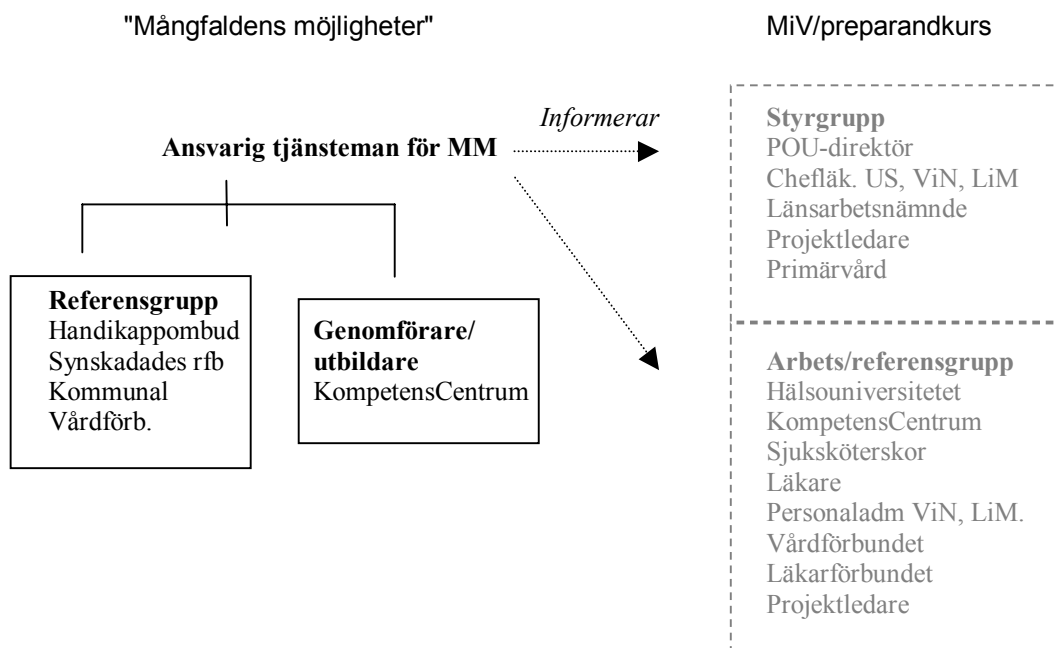 "Mångfaldens möjligheter"
MiV/preparandkurs
Informerar
Ansvarig tjänsteman för MM
Referensgrupp
Handikappombud
Synskadades rfb
Kommunal
Vårdförb.
Genomförare/
utbildare
KompetensCentrum
Styrgrupp
POU-direktör
Chefläk. US, ViN, LiM
Länsarbetsnämnde
Projektledare
Primärvård
Arbets/referensgrupp
Hälsouniversitetet
KompetensCentrum
Sjuksköterskor
Läkare
Personaladm ViN, LiM.
Vårdförbundet
Läkarförbundet
Projektledare